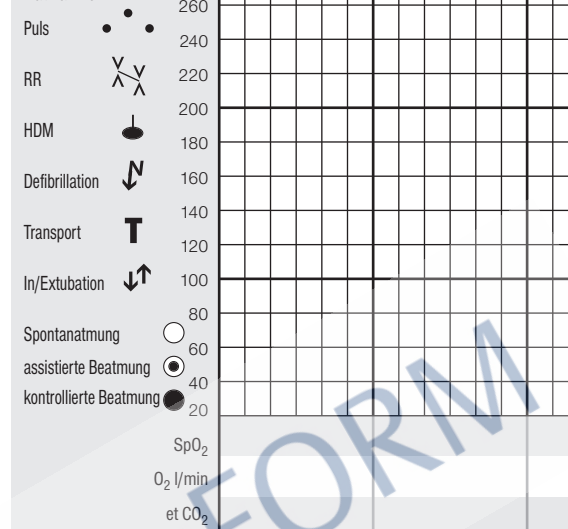 260
Puls
240
RR
220
200
HDM
180
Defibrillation
160
140
Transport T
120
In/Extubation
100
80
Spontanatmung
60
assistierte Beatmung
40
kontrollierte Beatmung
20
SpO₂
O₂ l/min
et CO₂
FORM